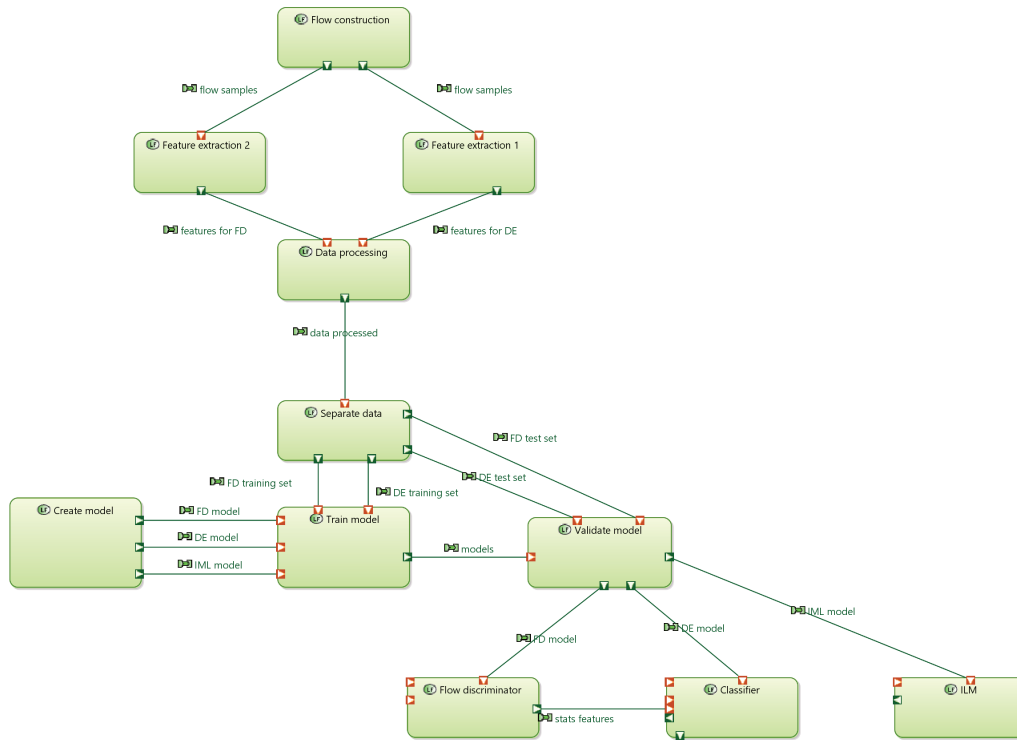 Flow construction
flow samples
flow samples
Feature extraction 2
Feature extraction 1
features for FD
features for DE
Data processing
data processed
Separate data
FD test set
DE test set
FD training set
DE training set
Create model
FD model
DE model
IML model
Train model
models
Validate model
IML model
FD model
DE model
Flow discriminator
stats features
Classifier
ILM